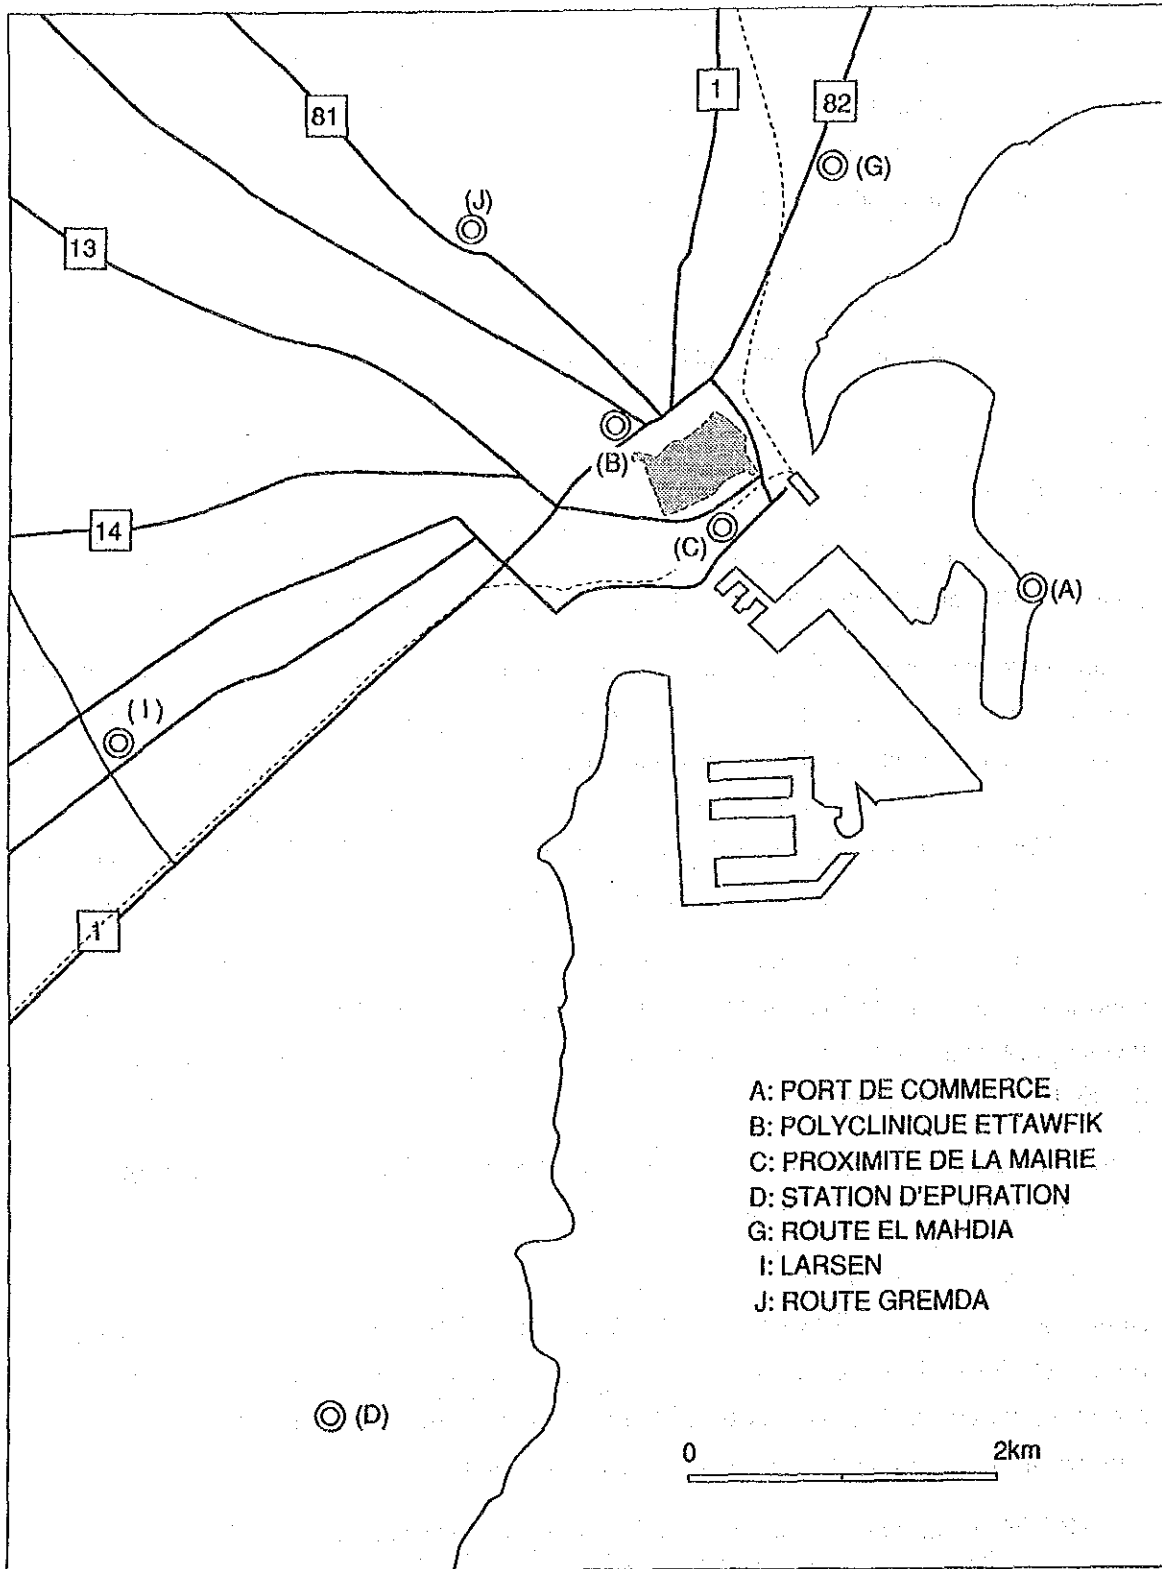 1
82
81
(G)
(J)
13
(B)
14
(C)
(A)
(I)
1
A: PORT DE COMMERCE
B: POLYCLINIQUE ETTAWFIK
C: PROXIMITE DE LA MAIRIE
D: STATION D'EPURATION
G: ROUTE EL MAHDIA
I: LARSEN
J: ROUTE GREMDA
(D)
0 2km